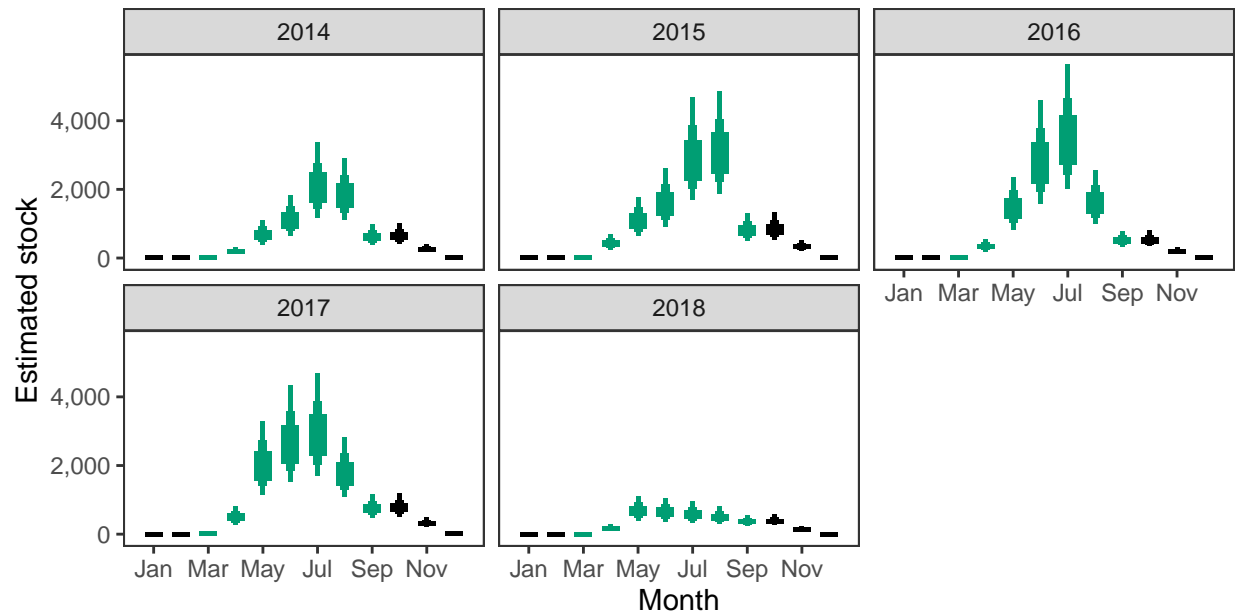 2014 2015 2016
4,000
2,000
0
Jan Mar May Jul Sep Nov
2017 2018
4,000
2,000
0
Jan Mar May Jul Sep Nov Jan Mar May Jul Sep Nov
Month
Estimated stock